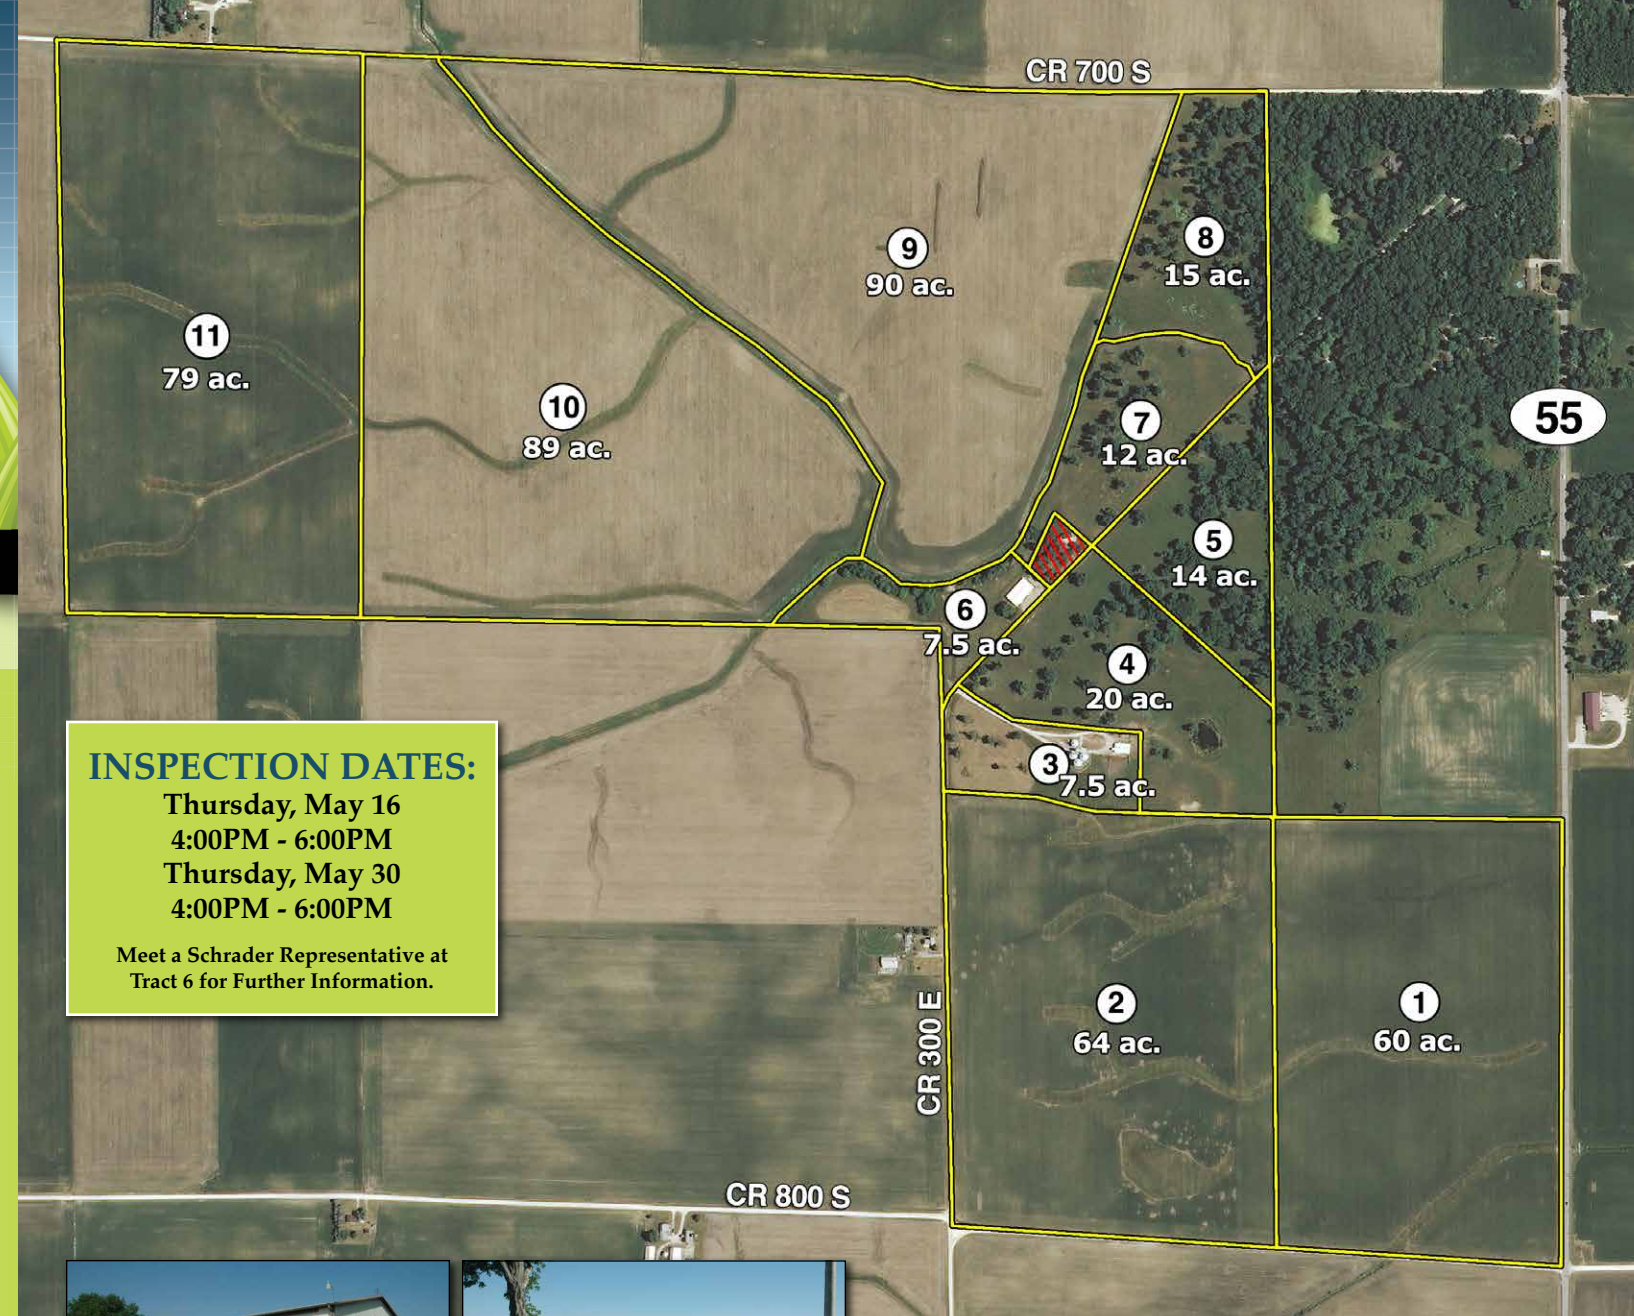 CR 700 S
8
15 ac.
9
90 ac.
11
79 ac.
10
89 ac.
7
12 ac.
55
5
14 ac.
6
7.5 ac.
4
20 ac.
3
7.5 ac.
INSPECTION DATES:
Thursday, May 16
4:00PM - 6:00PM
Thursday, May 30
4:00PM - 6:00PM
Meet a Schrader Representative at
Tract 6 for Further Information.
2
64 ac.
1
60 ac.
CR 300 E
CR 800 S